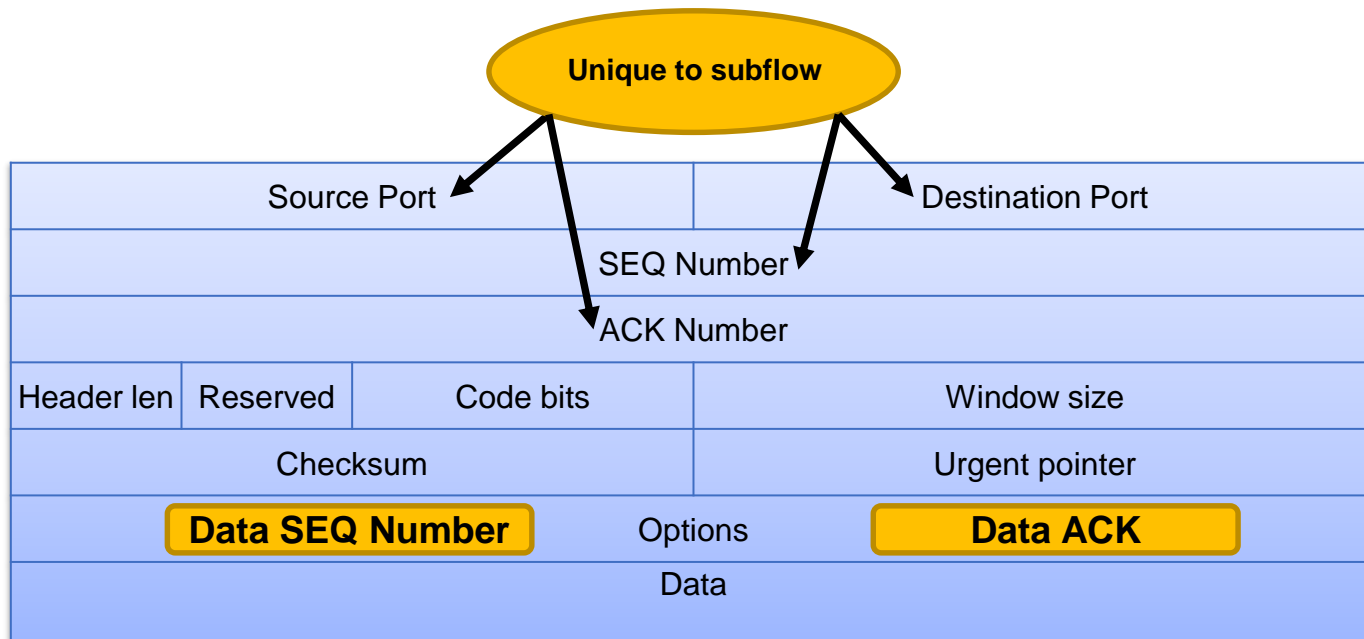 Unique to subflow
Source Port
Destination Port
SEQ Number
ACK Number
Header len
Reserved
Code bits
Window size
Checksum
Urgent pointer
Data SEQ Number
Options
Data ACK
Data